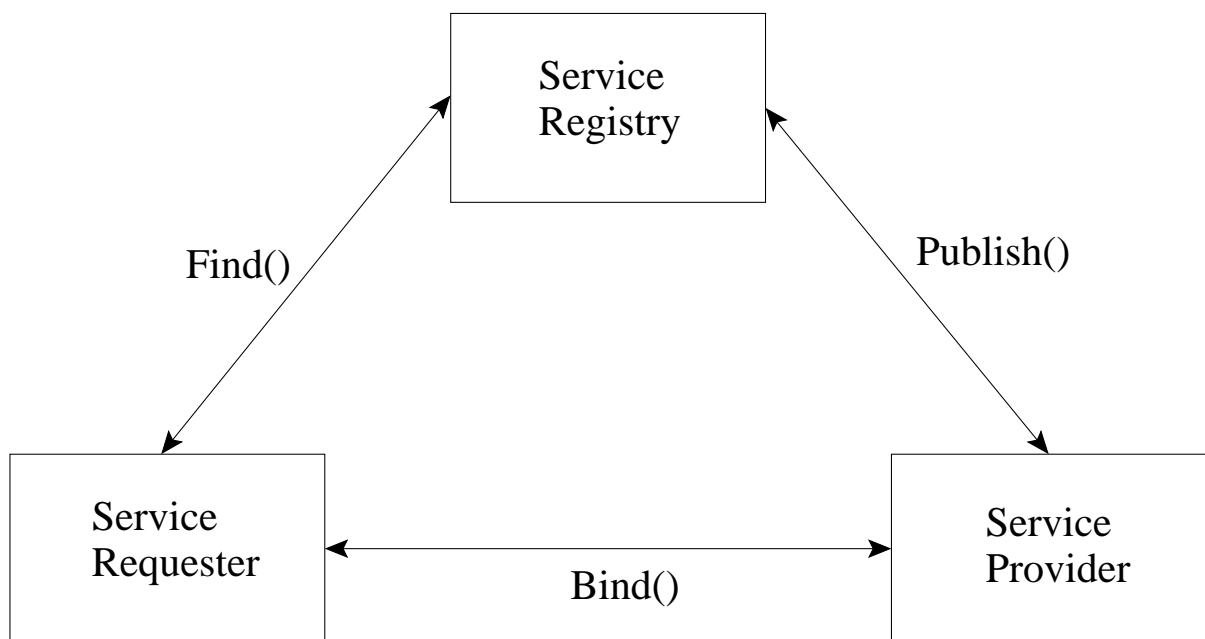 Service
Registry
Find()
Publish()
Service
Requester
Service
Provider
Bind()